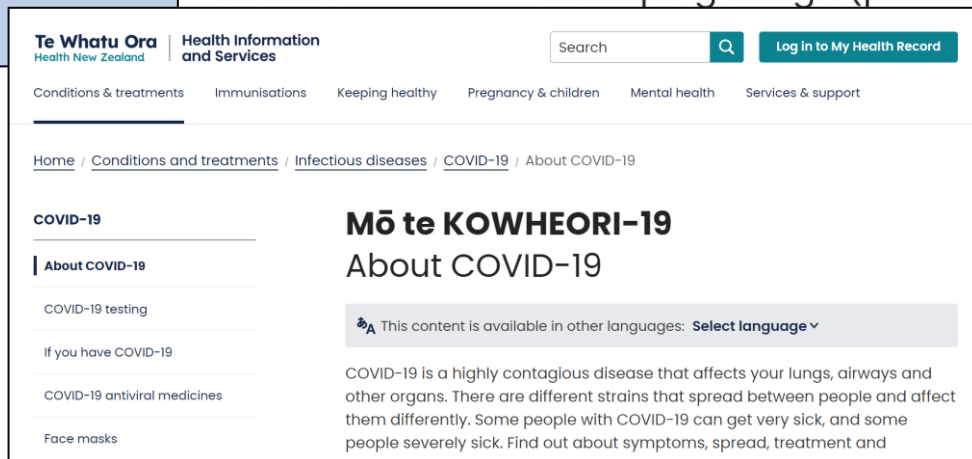 Te Whatu Ora
Health New Zealand
Health Information
and Services
Search
Log in to My Health Record
Conditions & treatments Immunisations Keeping healthy Pregnancy & children Mental health Services & support
Home / Conditions and treatments / Infectious diseases / COVID-19 / About COVID-19
COVID-19
About COVID-19
COVID-19 testing
If you have COVID-19
COVID-19 antiviral medicines
Face masks
Mō te KOWHEORI-19
About COVID-19
This content is available in other languages: Select language
COVID-19 is a highly contagious disease that affects your lungs, airways and
other organs. There are different strains that spread between people and affect
them differently. Some people with COVID-19 can get very sick, and some
people severely sick. Find out about symptoms, spread, treatment and